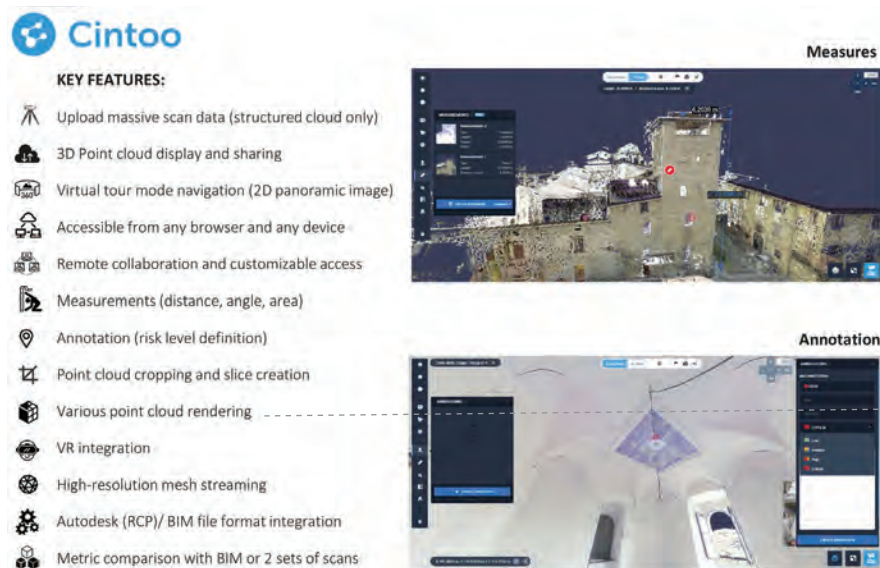 Cintoo
KEY FEATURES:
Upload massive scan data (structured cloud only)
3D Point cloud display and sharing
Virtual tour mode navigation (2D panoramic image)
Accessible from any browser and any device
Remote collaboration and customizable access
Measurements (distance, angle, area)
Annotation (risk level definition)
Point cloud cropping and slice creation
Various point cloud rendering
VR integration
High-resolution mesh streaming
Autodesk (RCP)/ BIM file format integration
Metric comparison with BIM or 2 sets of scans
Measures
Annotation